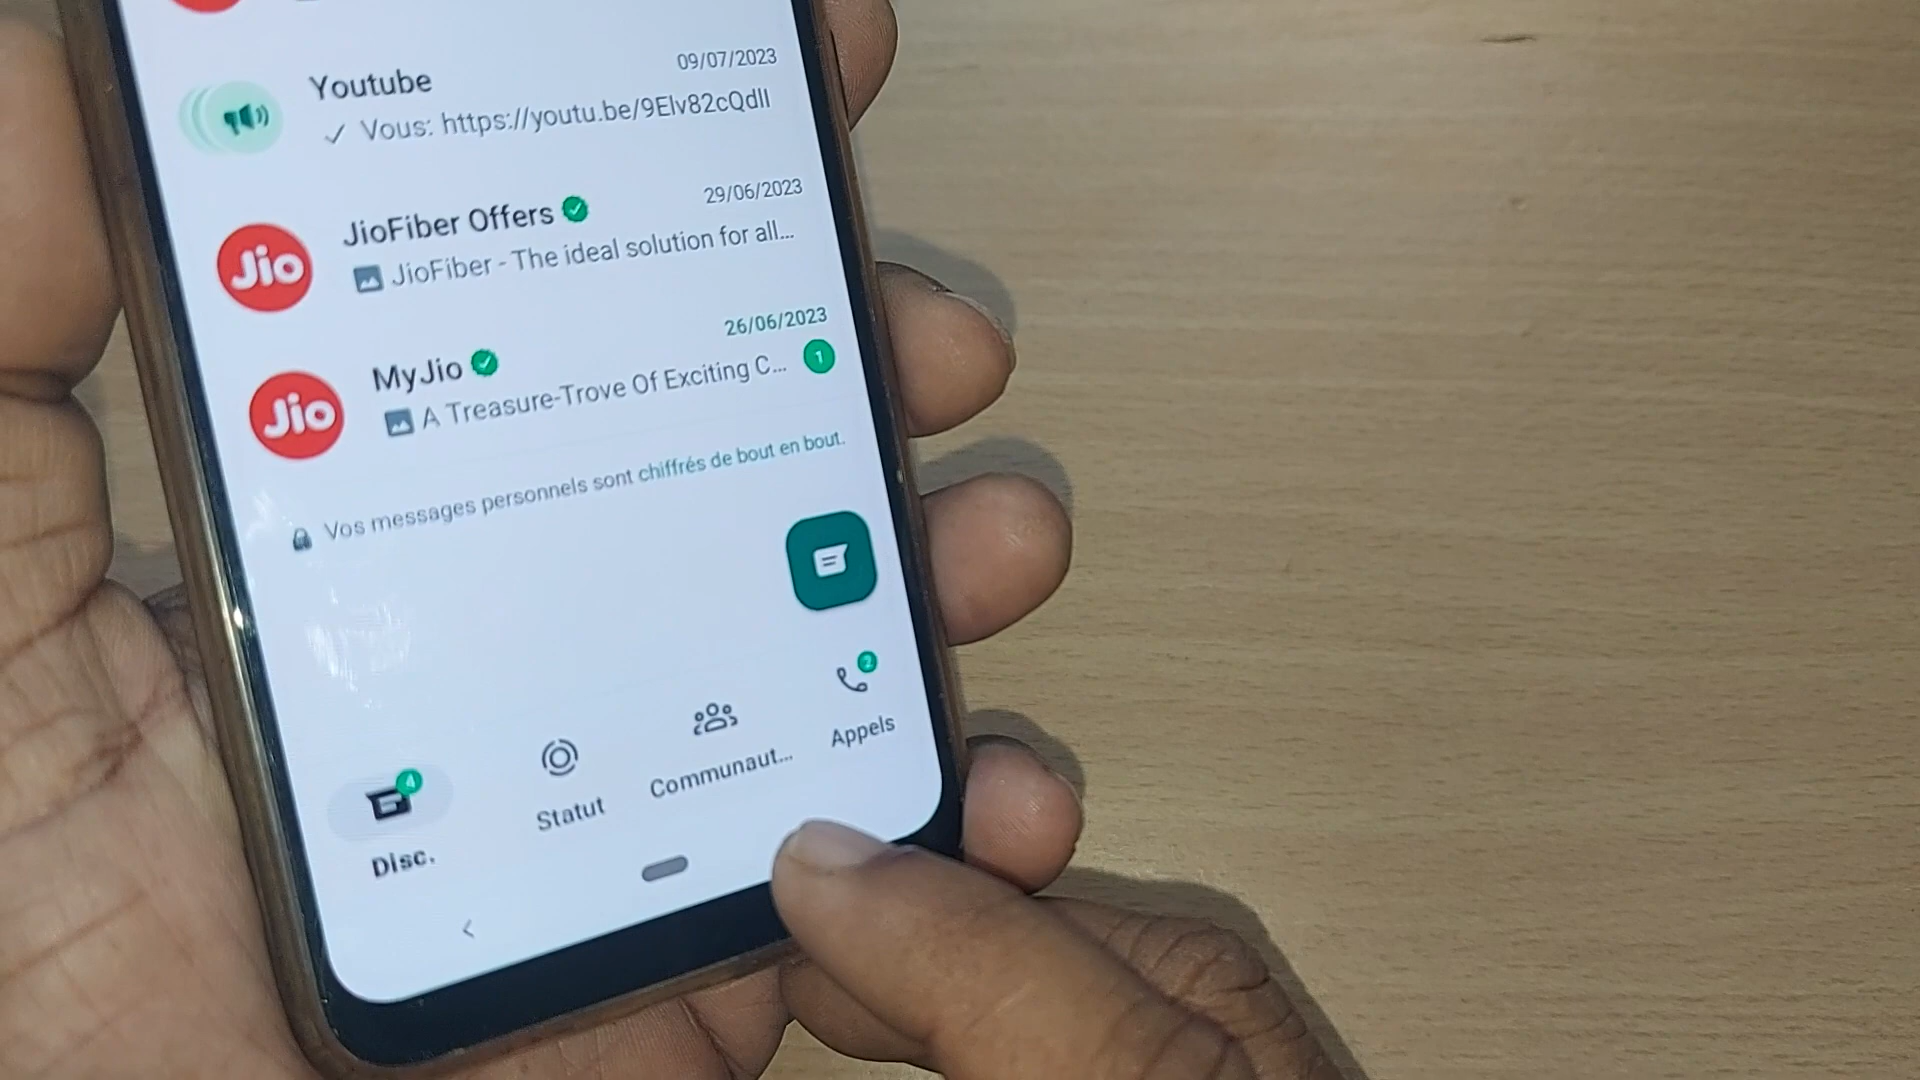 09/07/2023
Youtube
✓ Vous: https://youtu.be/9Elv82cQdlI
29/06/2023
Jio
JioFiber Offers
JioFiber - The ideal solution for all...
26/06/2023
Jio
MyJio
A Treasure-Trove Of Exciting C...
1
Vos messages personnels sont chiffrés de bout en bout.
4
2
Disc.
Statut
Communaut...
Appels